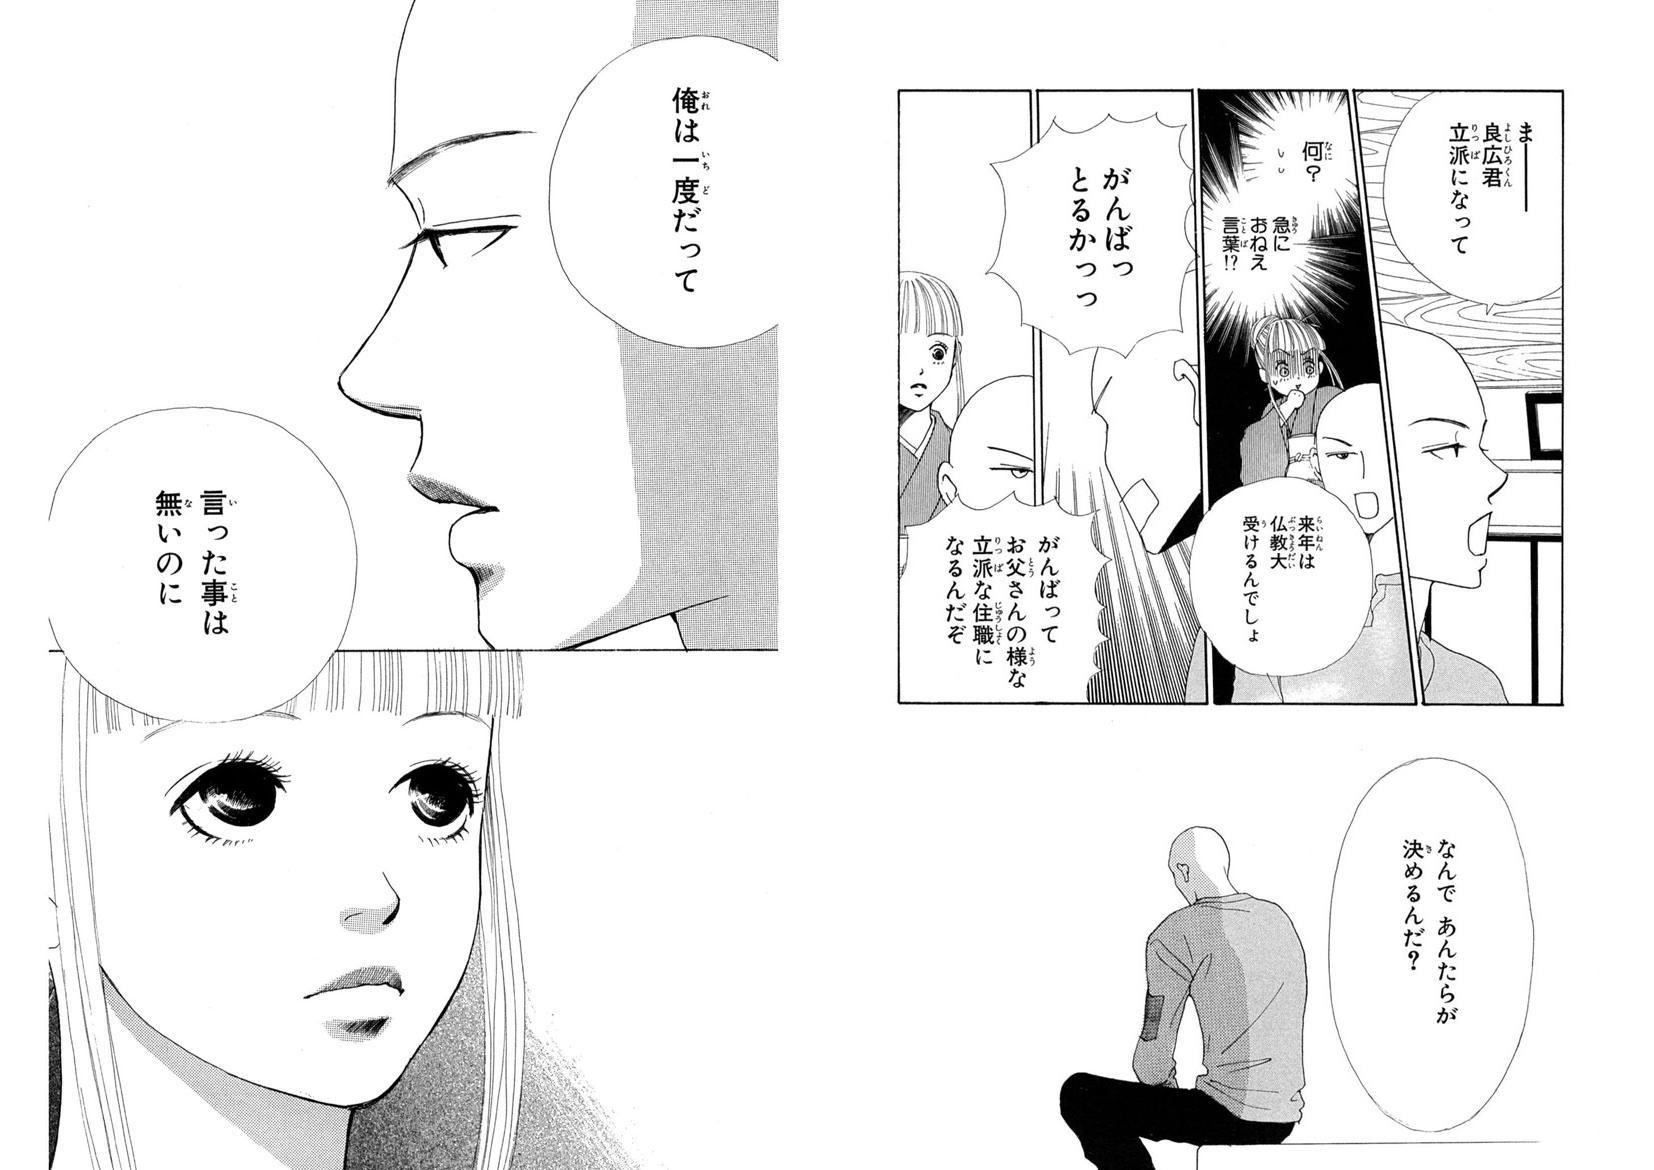 まーー
良広君
立派になって
何?
急に
おねえ
言葉!?
来年は
仏教大
受けるんでしょ
がんばっ
とるかっっ
がんばって
お父さんの様な
立派な住職に
なるんだぞ
なんで あんたらが
決めるんだ?
俺は一度だって
言った事は
無いのに